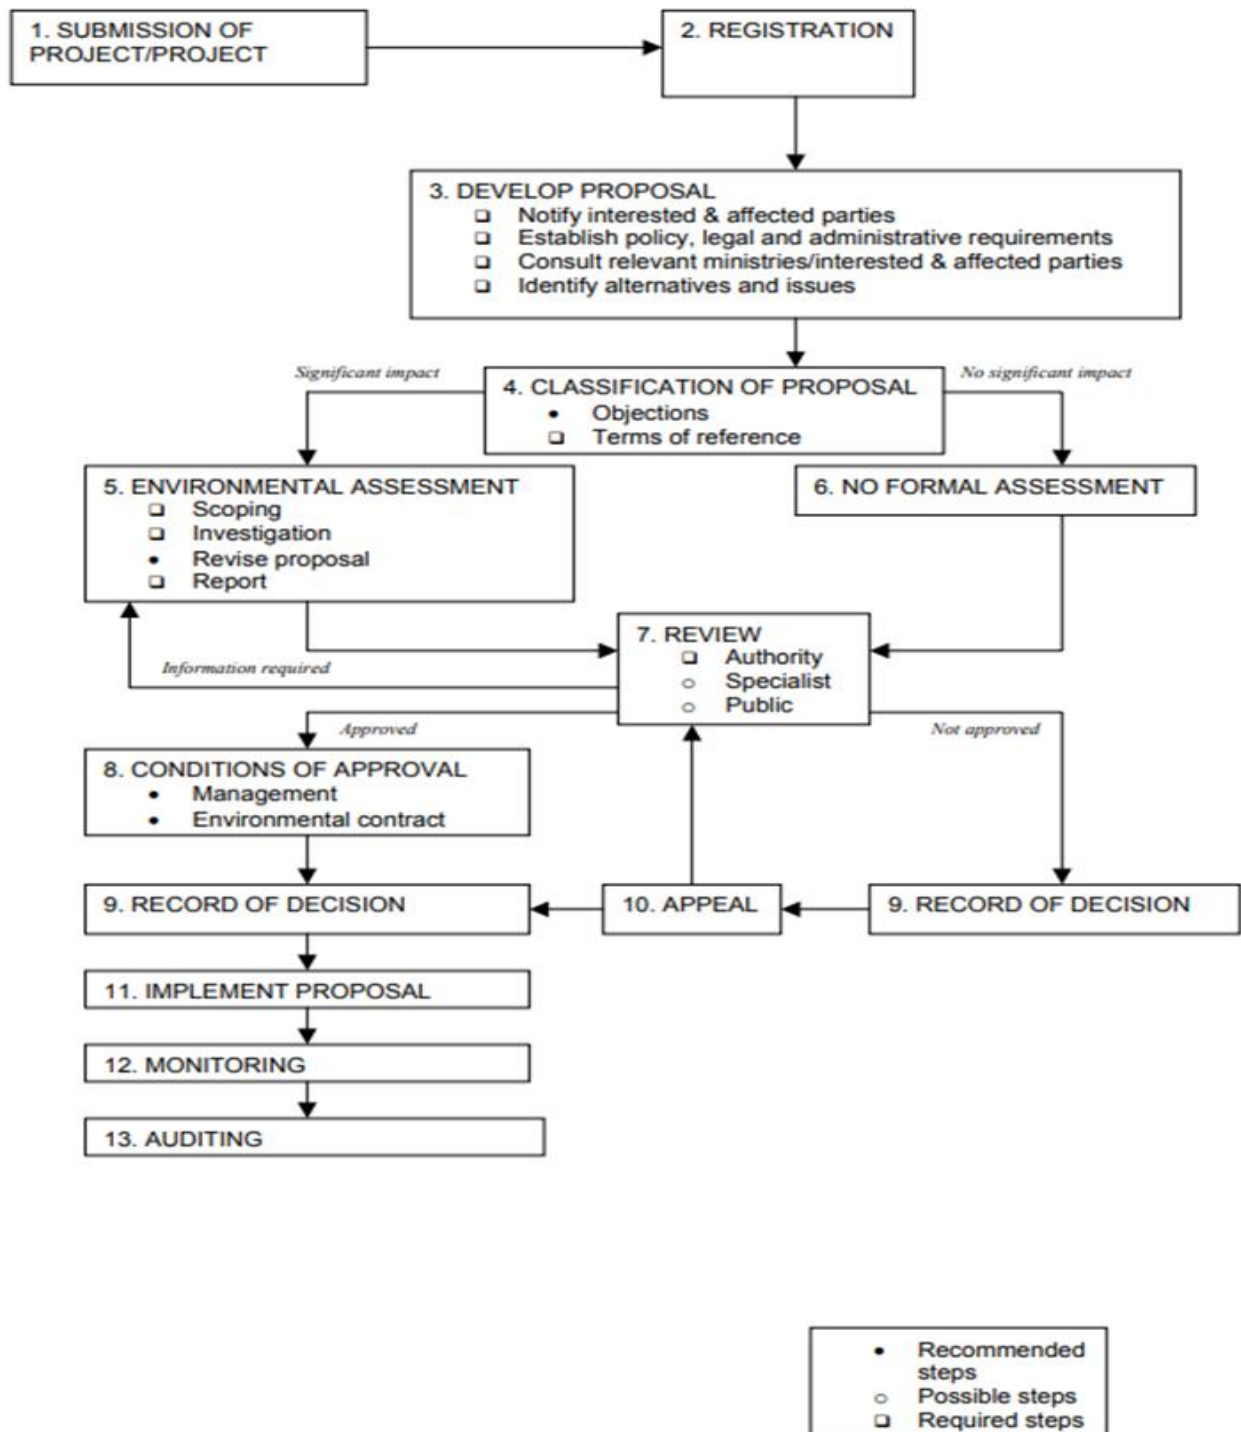 1. SUBMISSION OF
PROJECT/PROJECT
2. REGISTRATION
3. DEVELOP PROPOSAL
❑ Notify interested & affected parties
❑ Establish policy, legal and administrative requirements
❑ Consult relevant ministries/interested & affected parties
❑ Identify alternatives and issues
Significant impact
4. CLASSIFICATION OF PROPOSAL
• Objections
❑ Terms of reference
No significant impact
5. ENVIRONMENTAL ASSESSMENT
❑ Scoping
❑ Investigation
• Revise proposal
❑ Report
6. NO FORMAL ASSESSMENT
7. REVIEW
❑ Authority
○ Specialist
○ Public
Information required
Approved
Not approved
8. CONDITIONS OF APPROVAL
• Management
• Environmental contract
9. RECORD OF DECISION
10. APPEAL
9. RECORD OF DECISION
11. IMPLEMENT PROPOSAL
12. MONITORING
13. AUDITING
• Recommended
steps
○ Possible steps
❑ Required steps